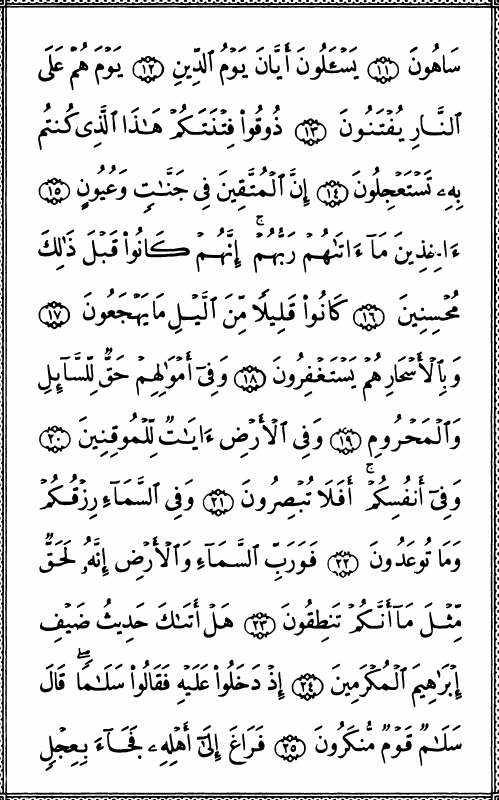 سَاهُونَ ﴿١١﴾ يَسْـَٔلُونَ أَيَّانَ يَوْمُ ٱلدِّينِ ﴿١٢﴾ يَوْمَ هُمْ عَلَى
ٱلنَّارِ يُفْتَنُونَ ﴿١٣﴾ ذُوقُوا۟ فِتْنَتَكُمْ هَـٰذَا ٱلَّذِى كُنتُم
بِهِۦ تَسْتَعْجِلُونَ ﴿١٤﴾ إِنَّ ٱلْمُتَّقِينَ فِى جَنَّـٰتٍ وَعُيُونٍ ﴿١٥﴾
ءَاخِذِينَ مَآ ءَاتَىٰهُمْ رَبُّهُمْ ۚ إِنَّهُمْ كَانُوا۟ قَبْلَ ذَٰلِكَ
مُحْسِنِينَ ﴿١٦﴾ كَانُوا۟ قَلِيلًا مِّنَ ٱلَّيْلِ مَا يَهْجَعُونَ ﴿١٧﴾
وَبِٱلْأَسْحَارِ هُمْ يَسْتَغْفِرُونَ ﴿١٨﴾ وَفِىٓ أَمْوَٰلِهِمْ حَقٌّ لِّلسَّآئِلِ
وَٱلْمَحْرُومِ ﴿١٩﴾ وَفِى ٱلْأَرْضِ ءَايَـٰتٌ لِّلْمُوقِنِينَ ﴿٢٠﴾
وَفِىٓ أَنفُسِكُمْ ۚ أَفَلَا تُبْصِرُونَ ﴿٢١﴾ وَفِى ٱلسَّمَآءِ رِزْقُكُمْ
وَمَا تُوعَدُونَ ﴿٢٢﴾ فَوَرَبِّ ٱلسَّمَآءِ وَٱلْأَرْضِ إِنَّهُۥ لَحَقٌّ
مِّثْلَ مَآ أَنَّكُمْ تَنطِقُونَ ﴿٢٣﴾ هَلْ أَتَىٰكَ حَدِيثُ ضَيْفِ
إِبْرَٰهِيمَ ٱلْمُكْرَمِينَ ﴿٢٤﴾ إِذْ دَخَلُوا۟ عَلَيْهِ فَقَالُوا۟ سَلَـٰمًا ۖ قَالَ
سَلَـٰمٌ قَوْمٌ مُّنكَرُونَ ﴿٢٥﴾ فَرَاغَ إِلَىٰٓ أَهْلِهِۦ فَجَآءَ بِعِجْلٍ